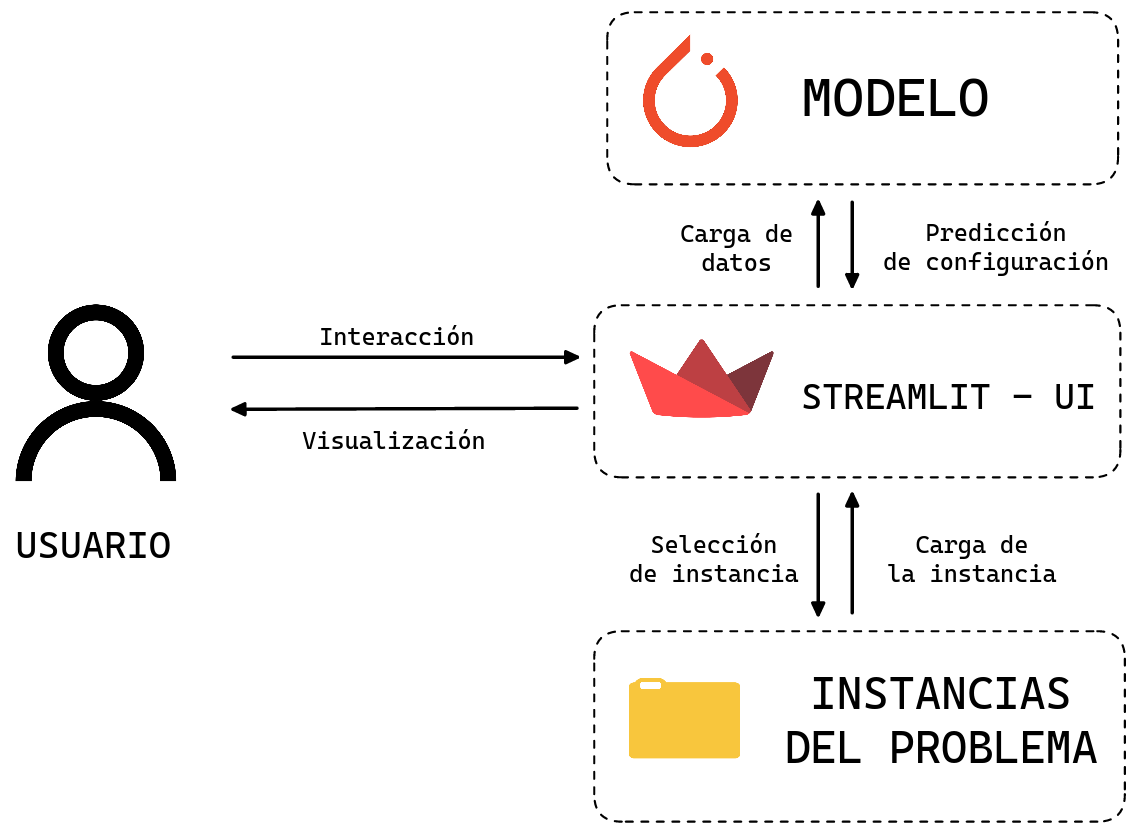 MODELO
Carga de
datos
Predicción
de configuración
Interacción
STREAMLIT - UI
Visualización
USUARIO
Selección
de instancia
Carga de
la instancia
INSTANCIAS
DEL PROBLEMA